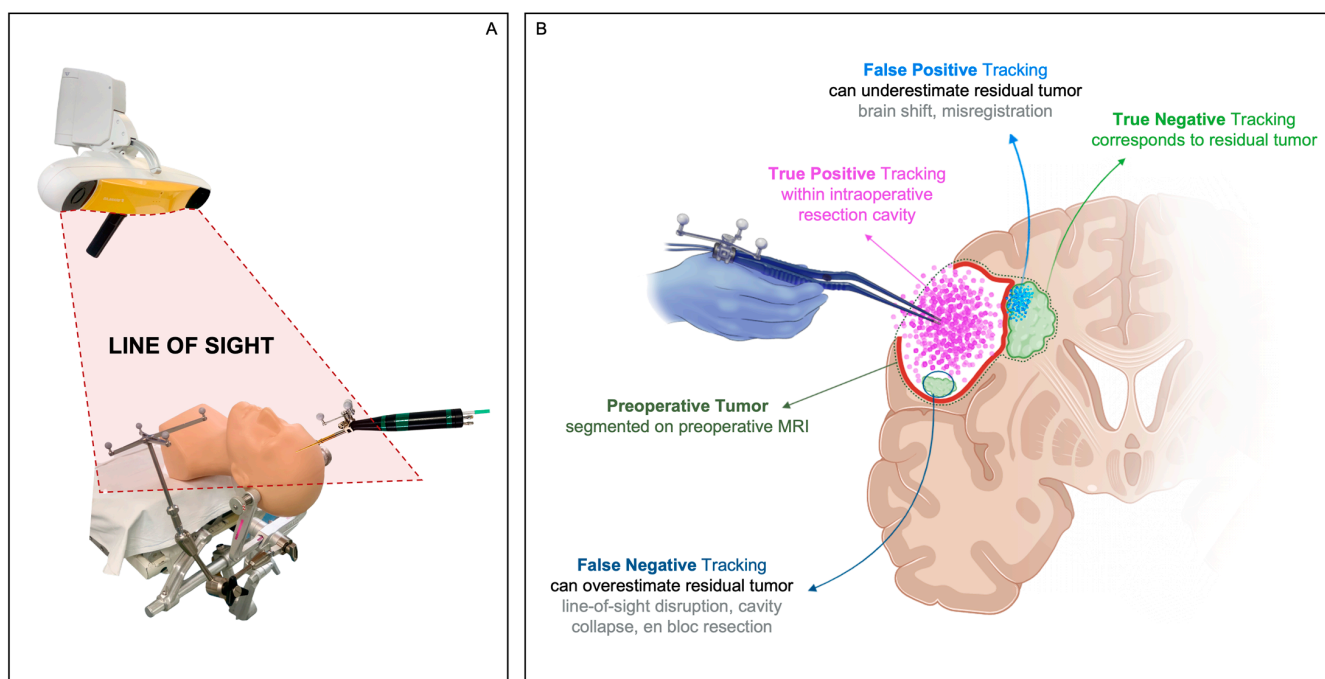 A
LINE OF SIGHT
B
False Positive Tracking
can underestimate residual tumor
brain shift, misregistration
True Negative Tracking
corresponds to residual tumor
True Positive Tracking
within intraoperative
resection cavity
Preoperative Tumor
segmented on preoperative MRI
False Negative Tracking
can overestimate residual tumor
line-of-sight disruption, cavity
collapse, en bloc resection